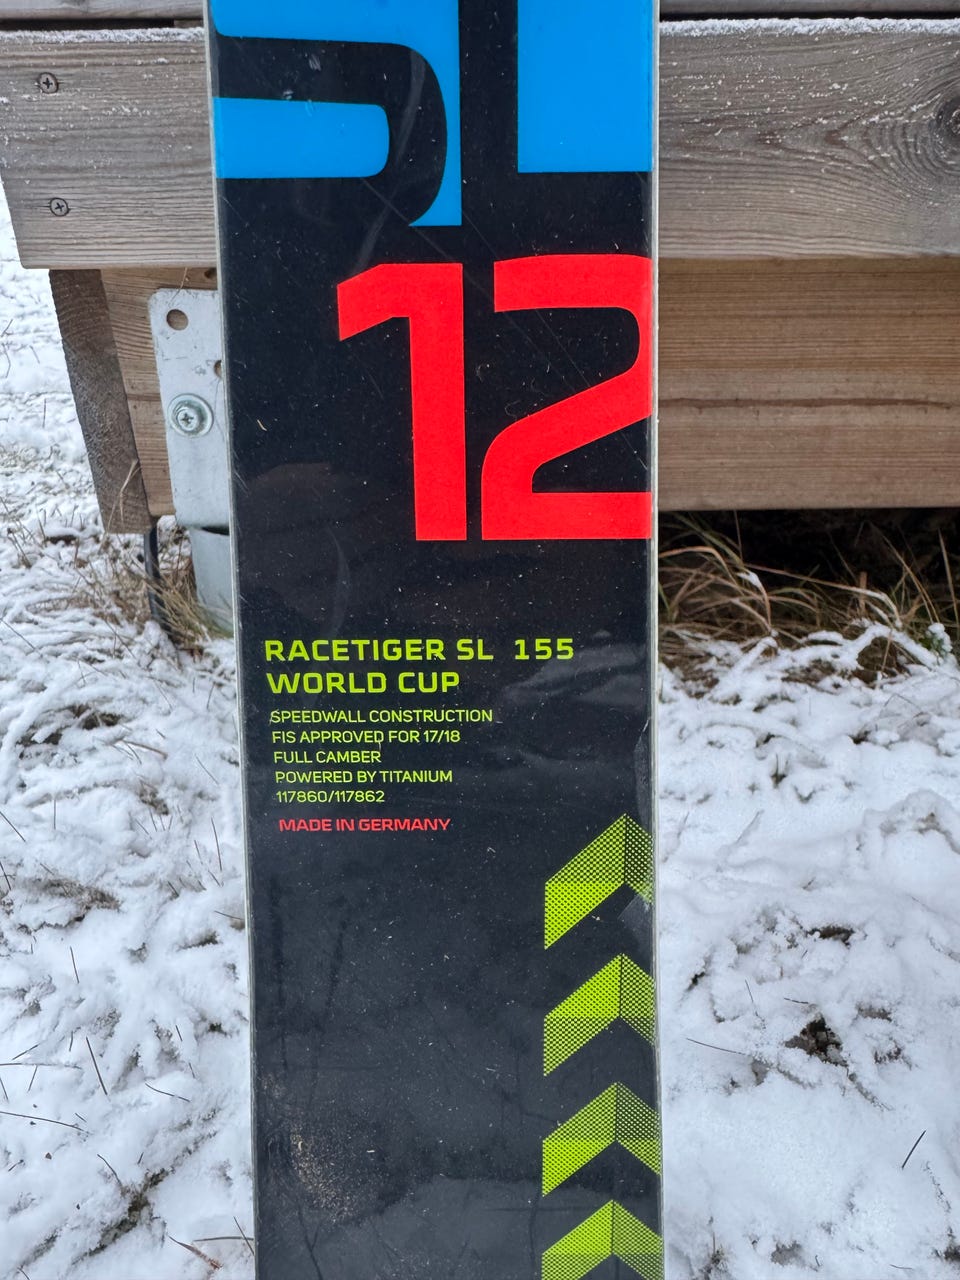 SL
12
RACETIGER SL 155
WORLD CUP
SPEEDWALL CONSTRUCTION
FIS APPROVED FOR 17/18
FULL CAMBER
POWERED BY TITANIUM
117860/117862
MADE IN GERMANY